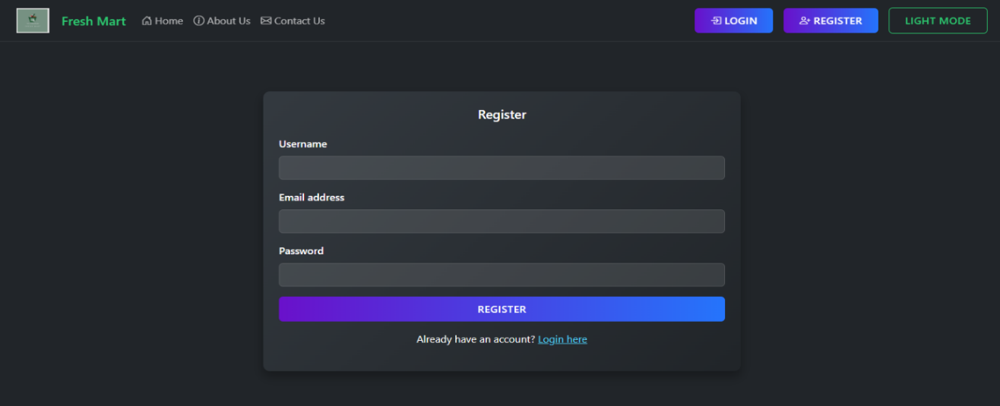 Fresh Mart Home About Us Contact Us LOGIN REGISTER LIGHT MODE
Register
Username
Email address
Password
REGISTER
Already have an account? Login here